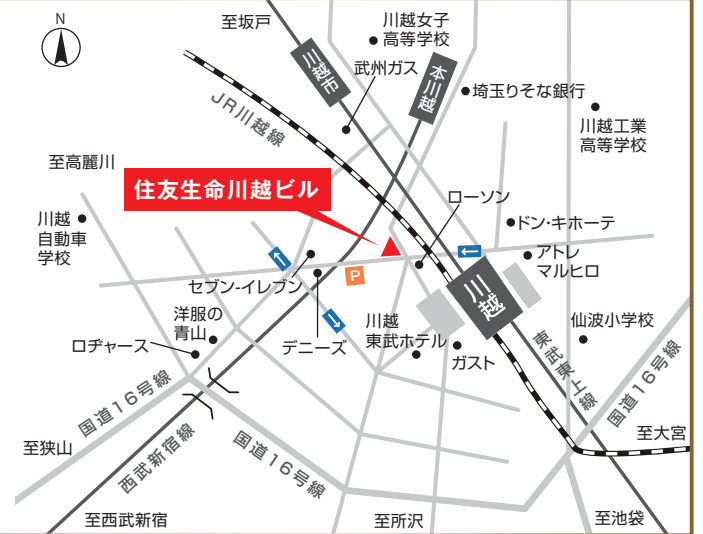 N
至坂戸
川越女子
高等学校
川越市
武州ガス
本川越
埼玉りそな銀行
川越工業
高等学校
JR川越線
至高麗川
住友生命川越ビル
ローソン
川越
自動車
学校
ドン・キホーテ
アトレ
マルヒロ
P
セブン-イレブン
川越
洋服の
青山
ロヂャース
デニーズ
川越
東武ホテル
ガスト
仙波小学校
東武東上線
国道16号線
国道16号線
至狭山
西武新宿線
国道16号線
至大宮
至西武新宿
至所沢
至池袋